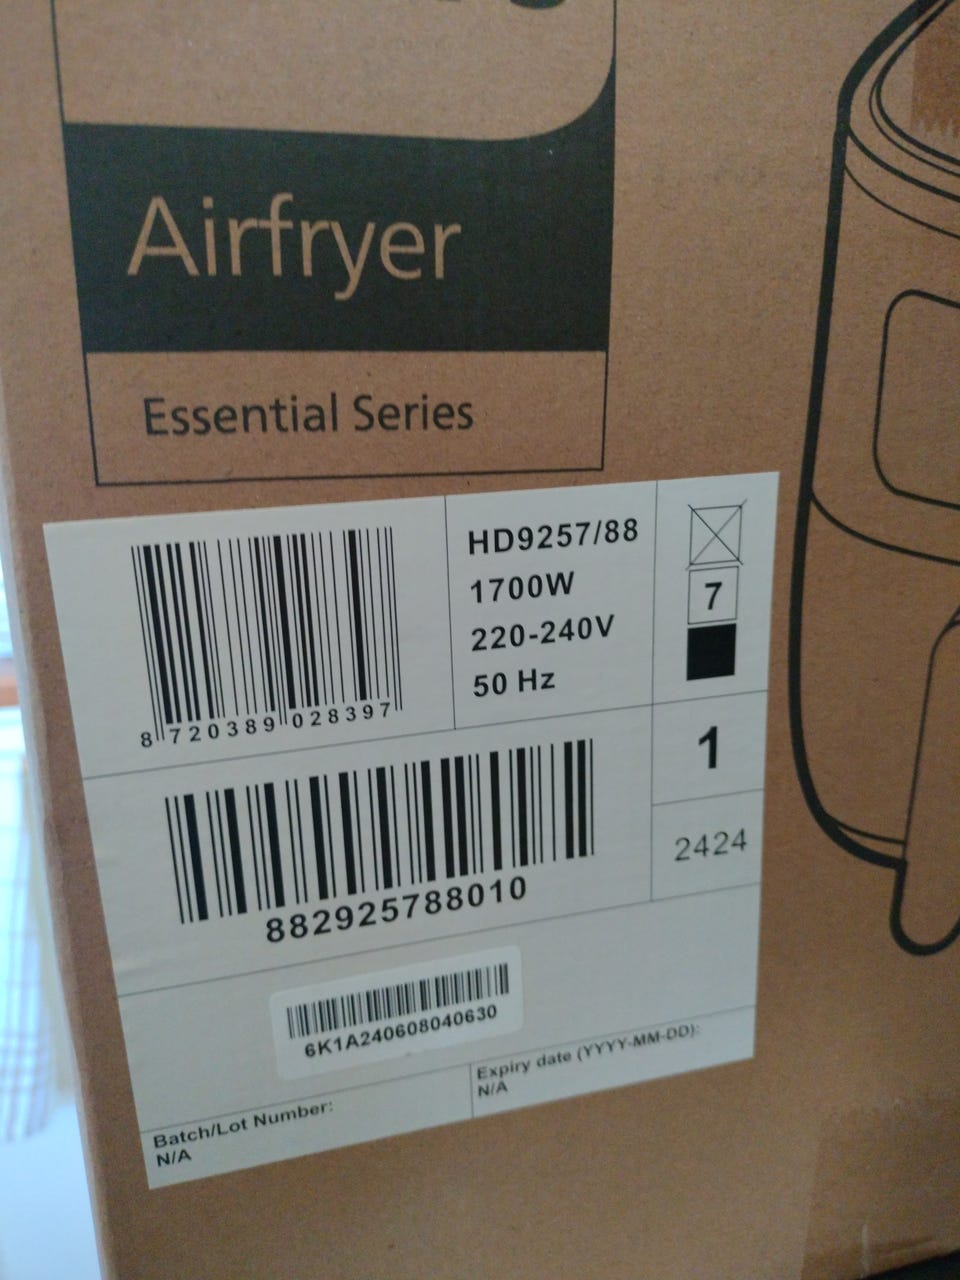 Airfryer
Essential Series
HD9257/88
1700W
220-240V
50 Hz
7
8 720389 028397
1
882925788010
2424
6K1A240608040630
Batch/Lot Number:
N/A
Expiry date (YYYY-MM-DD):
N/A